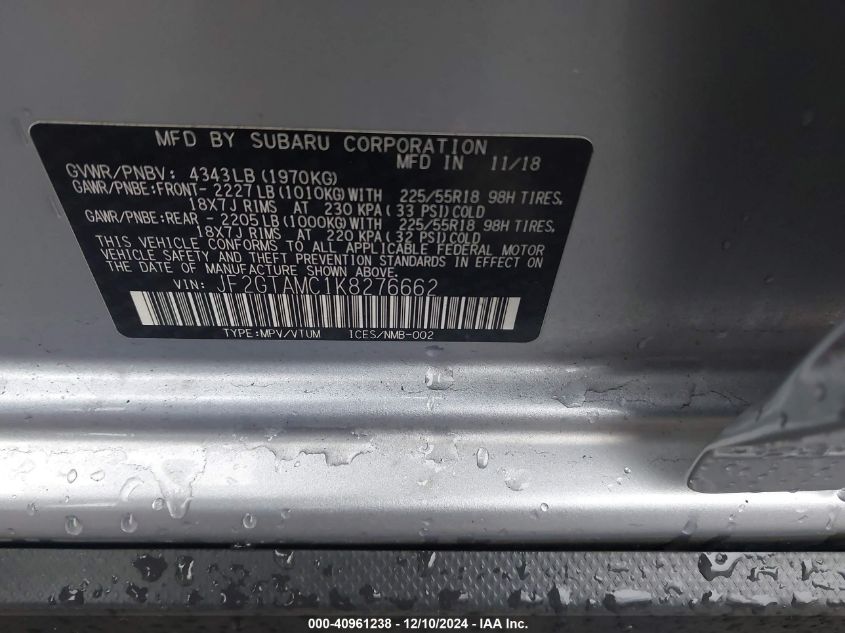 MFD BY SUBARU CORPORATION
MFD IN 11/18
GVWR/PNBV: 4343LB(1970KG)
GAWR/PNBE:FRONT- 2227LB(1010KG)WITH 225/55R18 98H TIRES,
18X7J RIMS AT 230 KPA(33 PSI)COLD
GAWR/PNBE:REAR - 2205LB(1000KG)WITH 225/55R18 98H TIRES,
18X7J RIMS AT 220 KPA(32 PSI)COLD
THIS VEHICLE CONFORMS TO ALL APPLICABLE FEDERAL MOTOR
VEHICLE SAFETY AND THEFT PREVENTION STANDARDS IN EFFECT ON
THE DATE OF MANUFACTURE SHOWN ABOVE.
VIN: JF2GTAMC1K8276662
TYPE:MPV/VTUM ICES/NMB-002
000-40961238 - 12/10/2024 - IAA Inc.